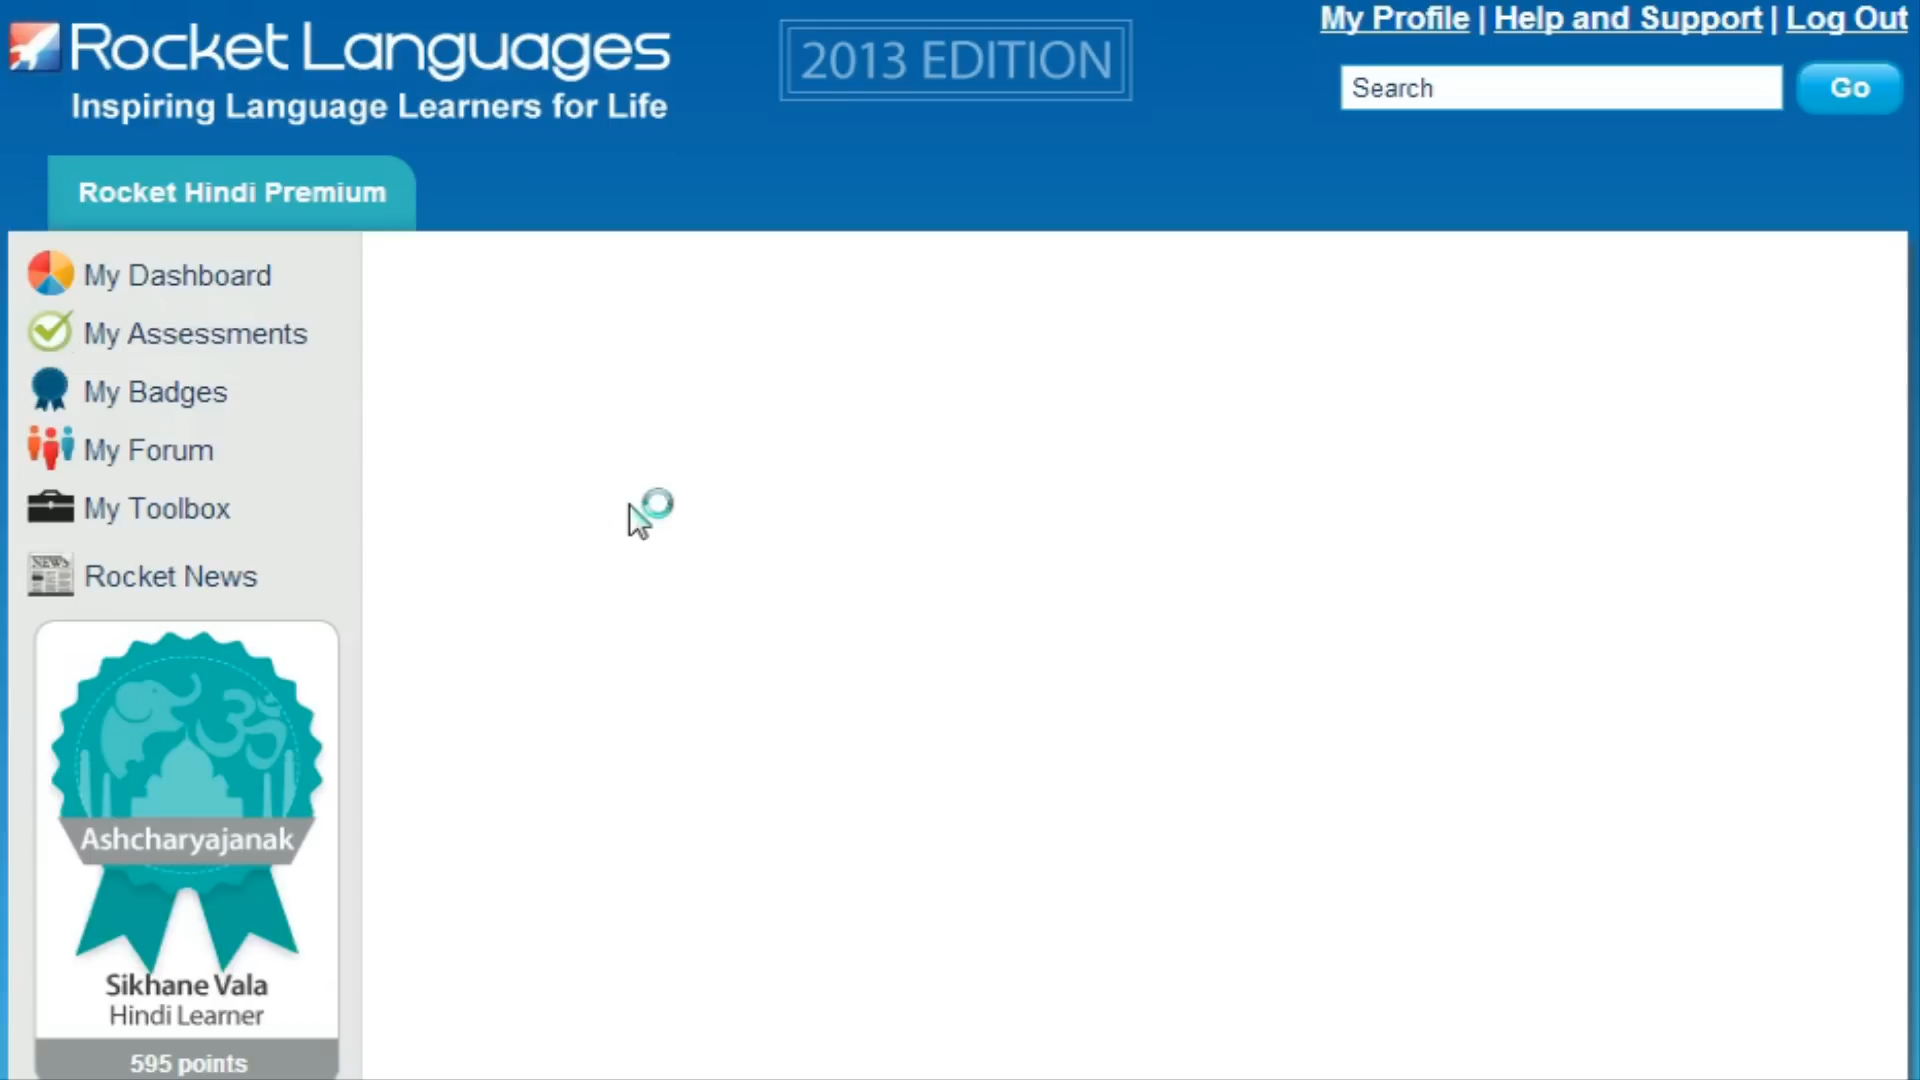 Rocket Languages
Inspiring Language Learners for Life
2013 EDITION
My Profile | Help and Support | Log Out
Search
Go
Rocket Hindi Premium
My Dashboard
My Assessments
My Badges
My Forum
My Toolbox
NEWS
Rocket News
ॐ
Ashcharyajanak
Sikhane Vala
Hindi Learner
595 points